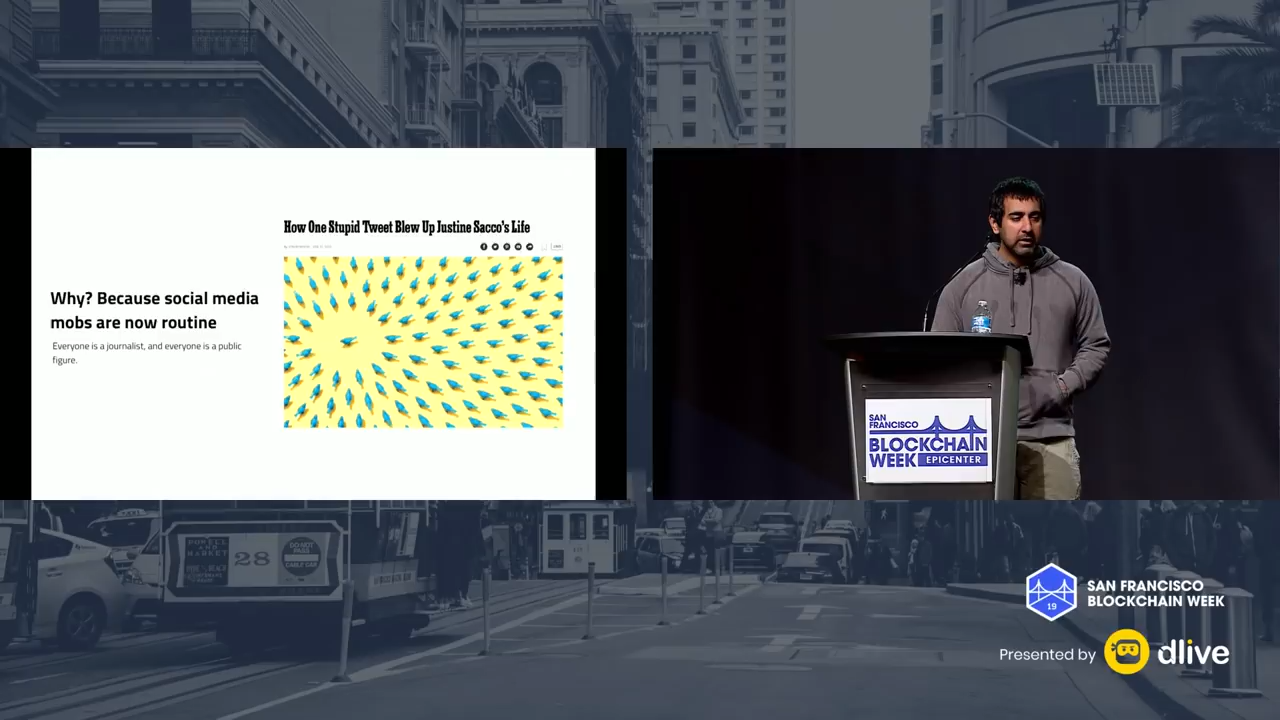 How One Stupid Tweet Blew Up Justine Sacco's Life
Why? Because social media
mobs are now routine
Everyone is a journalist, and everyone is a public
figure.
SAN
FRANCISCO
BLOCKCHAIN
WEEK EPICENTER
POWELL
AND
MARKET
28
DO NOT
PASS
CABLE CAR
19
SAN FRANCISCO
BLOCKCHAIN WEEK
Presented by dlive